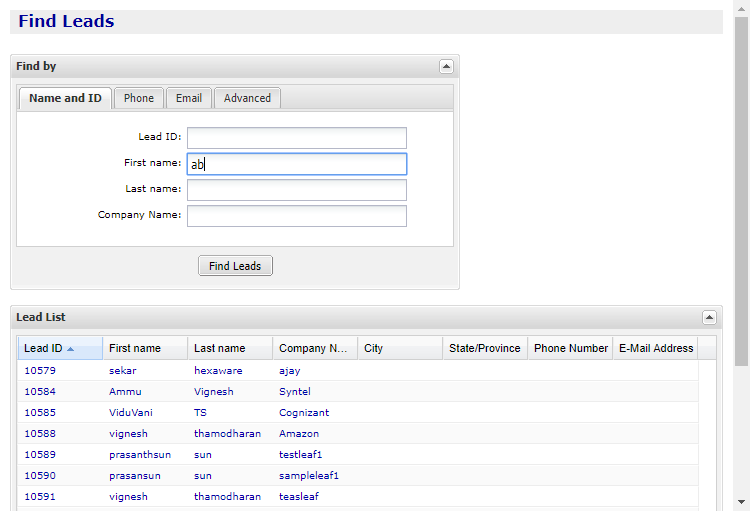 Find Leads
Find by
Name and ID Phone Email Advanced
Lead ID:
First name: ab
Last name:
Company Name:
Find Leads
Lead List
Lead ID First name Last name Company N... City State/Province Phone Number E-Mail Address
10579 sekar hexaware ajay
10584 Ammu Vignesh Syntel
10585 ViduVani TS Cognizant
10588 vignesh thamodharan Amazon
10589 prasanthsun sun testleaf1
10590 prasansun sun sampleleaf1
10591 vignesh thamodharan teasleaf